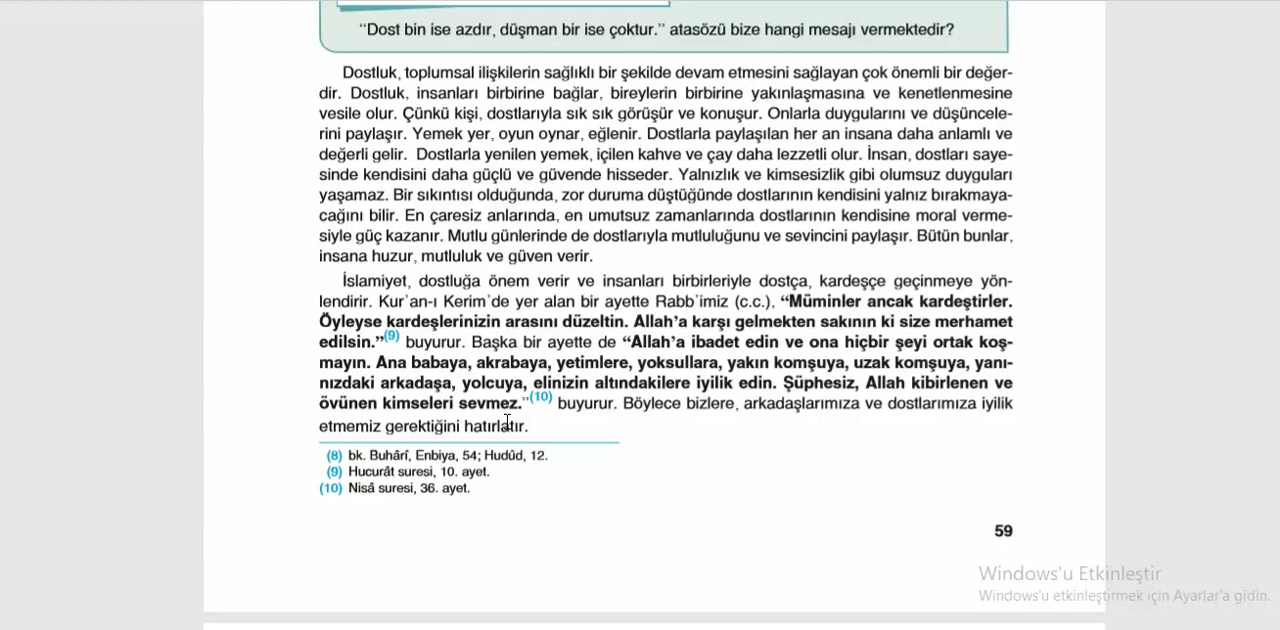 “Dost bin ise azdır, düşman bir ise çoktur.” atasözü bize hangi mesajı vermektedir?
Dostluk, toplumsal ilişkilerin sağlıklı bir şekilde devam etmesini sağlayan çok önemli bir değer-
dir. Dostluk, insanları birbirine bağlar, bireylerin birbirine yakınlaşmasına ve kenetlenmesine
vesile olur. Çünkü kişi, dostlarıyla sık sık görüşür ve konuşur. Onlarla duygularını ve düşüncele-
rini paylaşır. Yemek yer, oyun oynar, eğlenir. Dostlarla paylaşılan her an insana daha anlamlı ve
değerli gelir. Dostlarla yenilen yemek, içilen kahve ve çay daha lezzetli olur. İnsan, dostları saye-
sinde kendisini daha güçlü ve güvende hisseder. Yalnızlık ve kimsesizlik gibi olumsuz duyguları
yaşamaz. Bir sıkıntısı olduğunda, zor duruma düştüğünde dostlarının kendisini yalnız bırakmaya-
cağını bilir. En çaresiz anlarında, en umutsuz zamanlarında dostlarının kendisine moral verme-
siyle güç kazanır. Mutlu günlerinde de dostlarıyla mutluluğunu ve sevincini paylaşır. Bütün bunlar,
insana huzur, mutluluk ve güven verir.
İslamiyet, dostluğa önem verir ve insanları birbirleriyle dostça, kardeşçe geçinmeye yön-
lendirir. Kur’an-ı Kerim’de yer alan bir ayette Rabb’imiz (c.c.), “Müminler ancak kardeştirler.
Öyleyse kardeşlerinizin arasını düzeltin. Allah’a karşı gelmekten sakının ki size merhamet
edilsin.”(9) buyurur. Başka bir ayette de “Allah’a ibadet edin ve ona hiçbir şeyi ortak koş-
mayın. Ana babaya, akrabaya, yetimlere, yoksullara, yakın komşuya, uzak komşuya, yanı-
nızdaki arkadaşa, yolcuya, elinizin altındakilere iyilik edin. Şüphesiz, Allah kibirlenen ve
övünen kimseleri sevmez.”(10) buyurur. Böylece bizlere, arkadaşlarımıza ve dostlarımıza iyilik
etmemiz gerektiğini hatırlatır.
(8) bk. Buhârî, Enbiya, 54; Hudûd, 12.
(9) Hucurât suresi, 10. ayet.
(10) Nisâ suresi, 36. ayet.
59
Windows'u Etkinleştir
Windows'u etkinleştirmek için Ayarlar'a gidin.